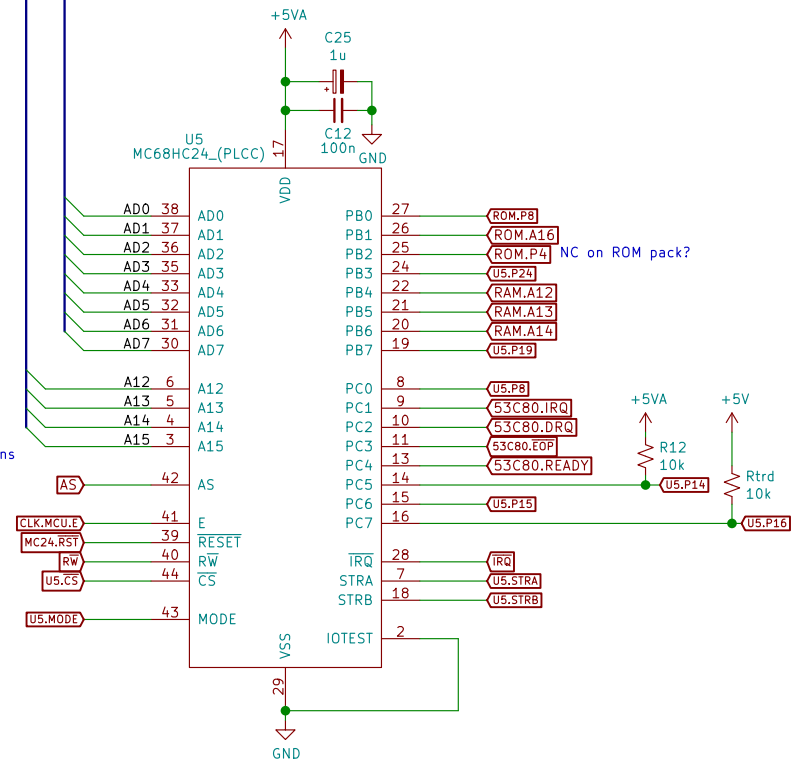 +5VA
C25
1u
C12
100n
GND
U5
MC68HC24_(PLCC)
17
VDD
AD0 38 AD0 PB0 27 ROM.P8
AD1 37 AD1 PB1 26 ROM.A16
AD2 36 AD2 PB2 25 ROM.P4 NC on ROM pack?
AD3 35 AD3 PB3 24 U5.P24
AD4 33 AD4 PB4 22 RAM.A12
AD5 32 AD5 PB5 21 RAM.A13
AD6 31 AD6 PB6 20 RAM.A14
AD7 30 AD7 PB7 19 U5.P19
A12 6 A12 PC0 8 U5.P8
A13 5 A13 PC1 9 53C80.IRQ
A14 4 A14 PC2 10 53C80.DRQ
A15 3 A15 PC3 11 53C80.EOP
ns
PC4 13 53C80.READY
AS 42 AS PC5 14 U5.P14
PC6 15 U5.P15
CLK.MCU.E 41 E PC7 16 U5.P16
+5VA
R12
10k
+5V
Rtrd
10k
MC24.RST 39 RESET
RW 40 RW IRQ 28 IRQ
U5.CS 44 CS STRA 7 U5.STRA
STRB 18 U5.STRB
U5.MODE 43 MODE
IOTEST 2
VSS
29
GND